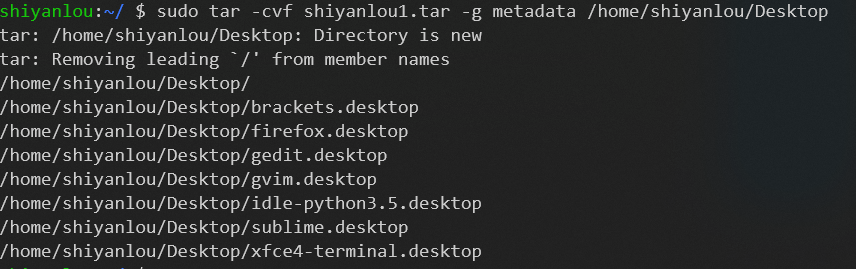 shiyanlou:~/ $ sudo tar -cvf shiyanlou1.tar -g metadata /home/shiyanlou/Desktop
tar: /home/shiyanlou/Desktop: Directory is new
tar: Removing leading `/' from member names
/home/shiyanlou/Desktop/
/home/shiyanlou/Desktop/brackets.desktop
/home/shiyanlou/Desktop/firefox.desktop
/home/shiyanlou/Desktop/gedit.desktop
/home/shiyanlou/Desktop/gvim.desktop
/home/shiyanlou/Desktop/idle-python3.5.desktop
/home/shiyanlou/Desktop/sublime.desktop
/home/shiyanlou/Desktop/xfce4-terminal.desktop